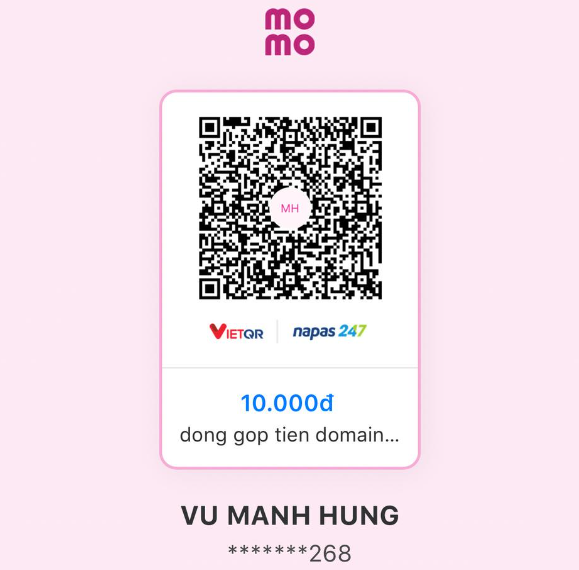 mo
mo
MH
VIETQR napas 247
10.000đ
dong gop tien domain...
VU MANH HUNG
*******268